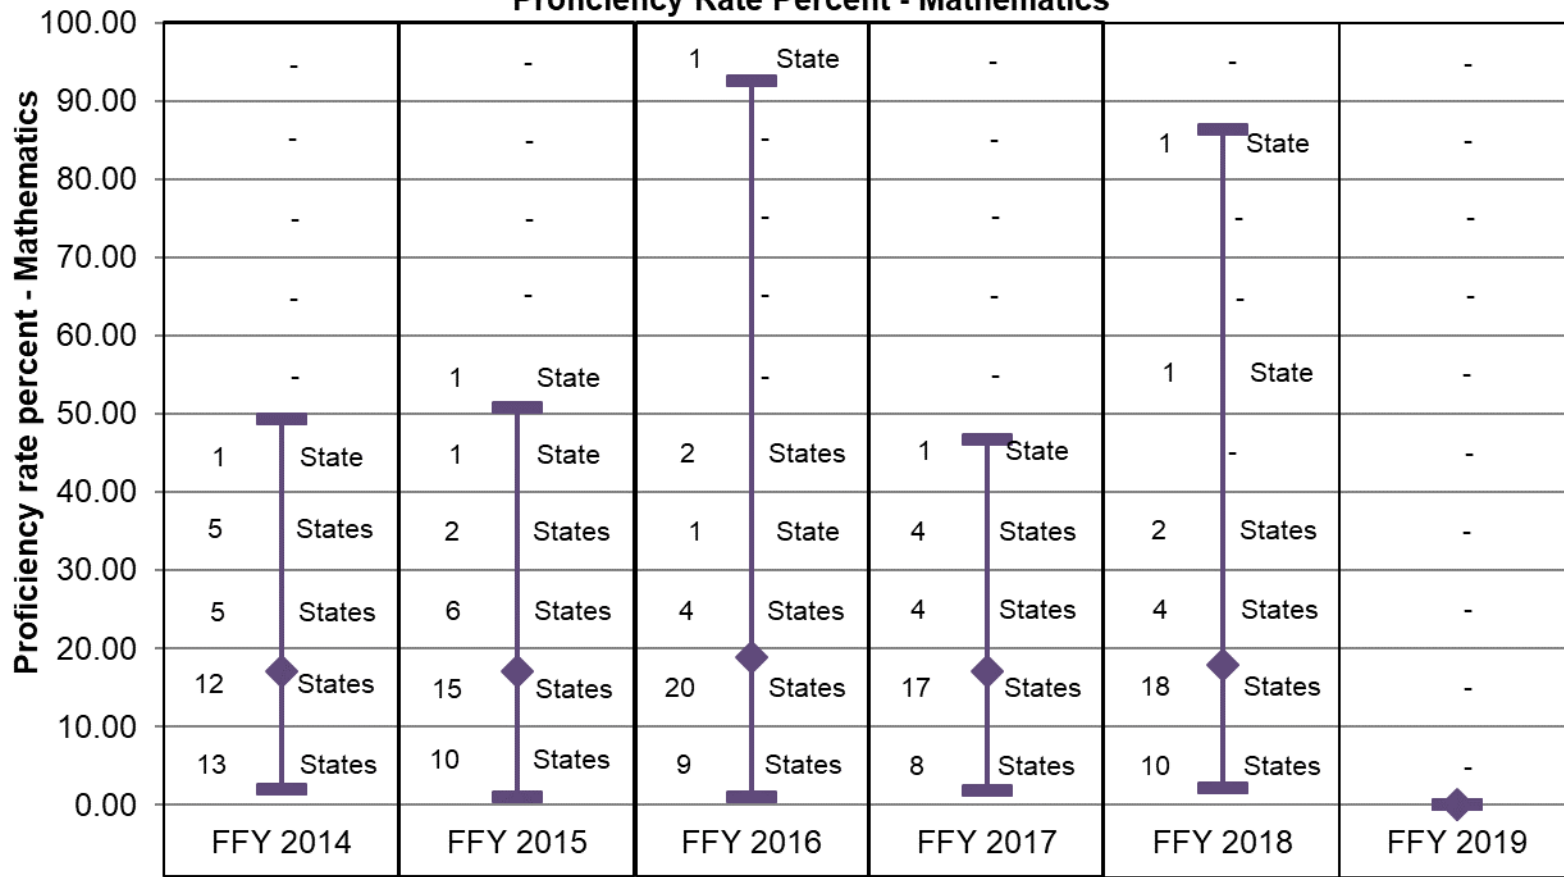 Proficiency Rate Percent - Mathematics
Proficiency rate percent - Mathematics
100.00 - - 1 State - - -
90.00 - - - - 1 State -
80.00 - - - - - -
70.00 - - - - - -
60.00 - 1 State - - 1 State -
50.00 1 State 1 State 2 States 1 State - -
40.00 5 States 2 States 1 State 4 States 2 States -
30.00 5 States 6 States 4 States 4 States 4 States -
20.00 12 States 15 States 20 States 17 States 18 States -
10.00 13 States 10 States 9 States 8 States 10 States -
0.00
FFY 2014 FFY 2015 FFY 2016 FFY 2017 FFY 2018 FFY 2019